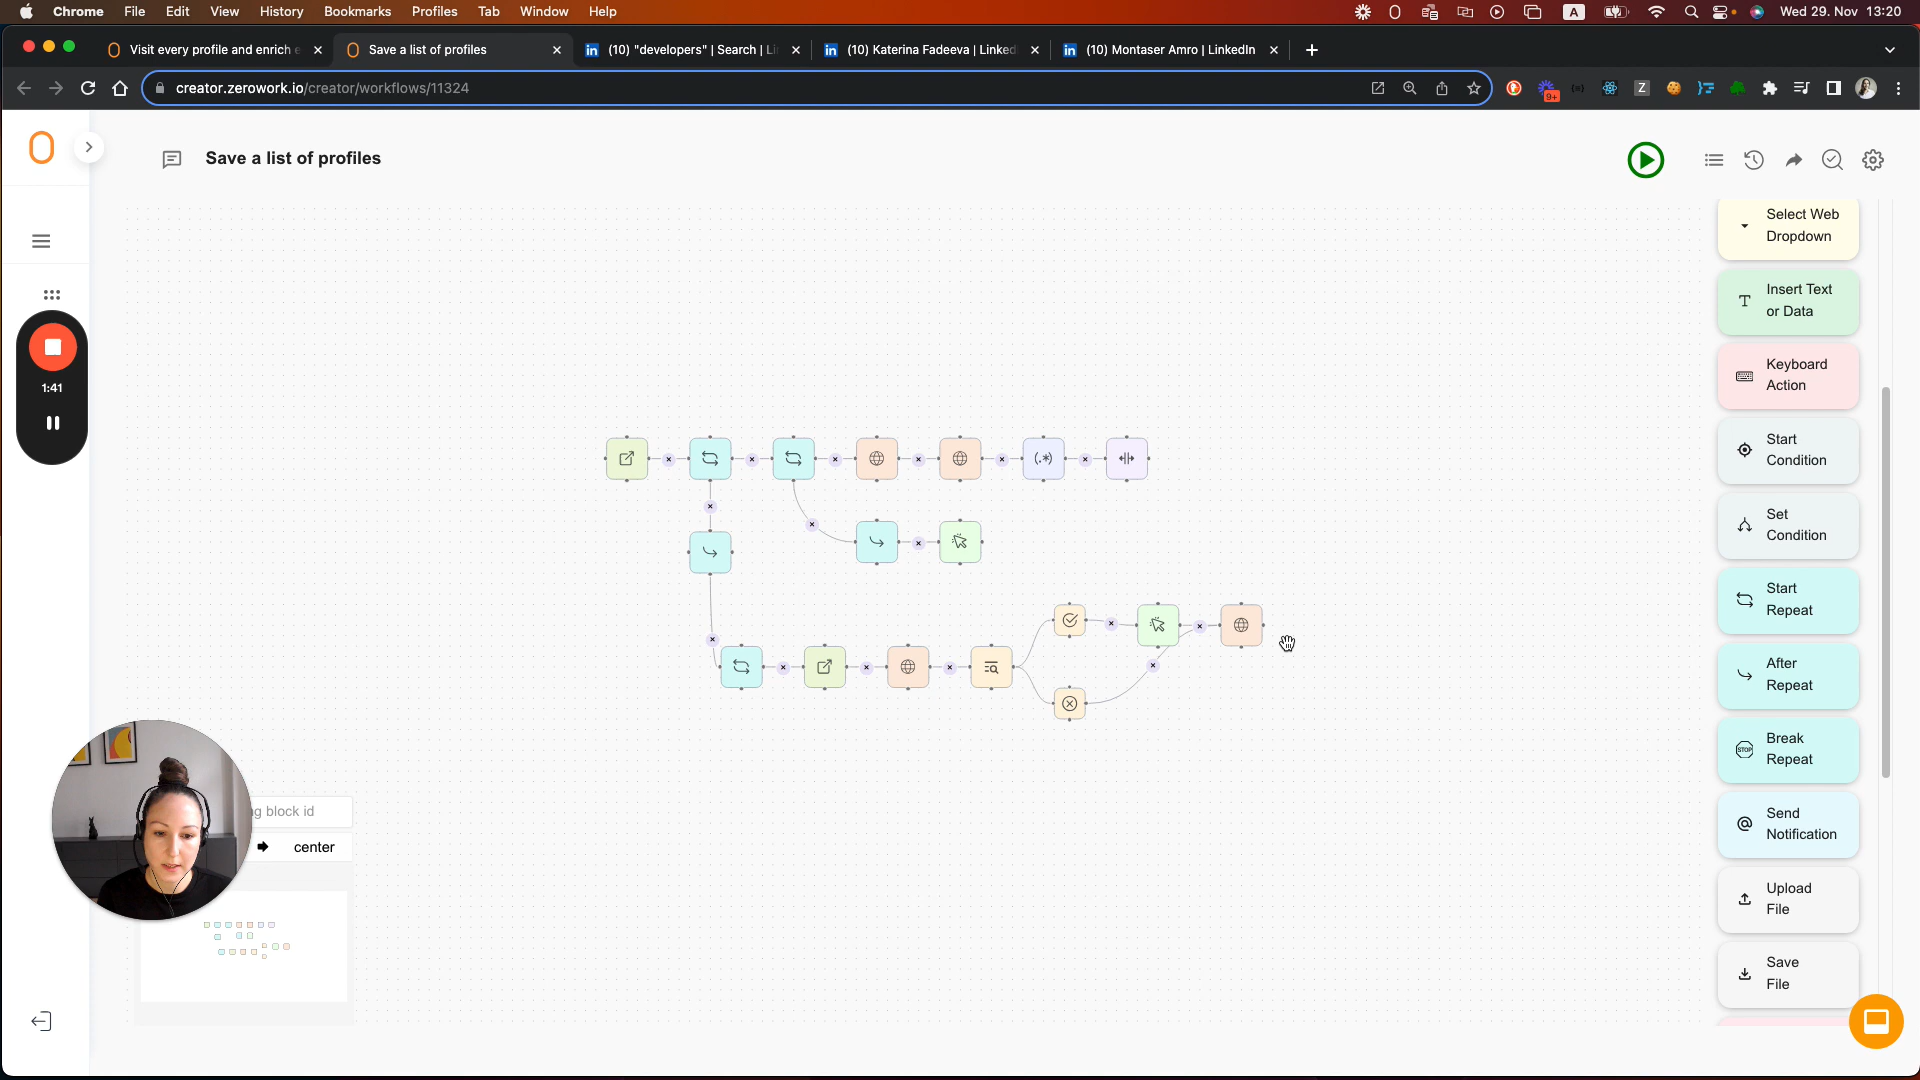 Chrome File Edit View History Bookmarks Profiles Tab Window Help
A
Wed 29. Nov 13:20
Visit every profile and enrich e
Save a list of profiles
(10) "developers" | Search | Li
(10) Katerina Fadeeva | Linked
(10) Montaser Amro | LinkedIn
creator.zerowork.io/creator/workflows/11324
9+
Z
Save a list of profiles
Select Web
Dropdown
Insert Text
or Data
Keyboard
Action
Start
Condition
Set
Condition
Start
Repeat
After
Repeat
STOP
Break
Repeat
Send
Notification
Upload
File
Save
File
1:41
(.*)
g block id
center